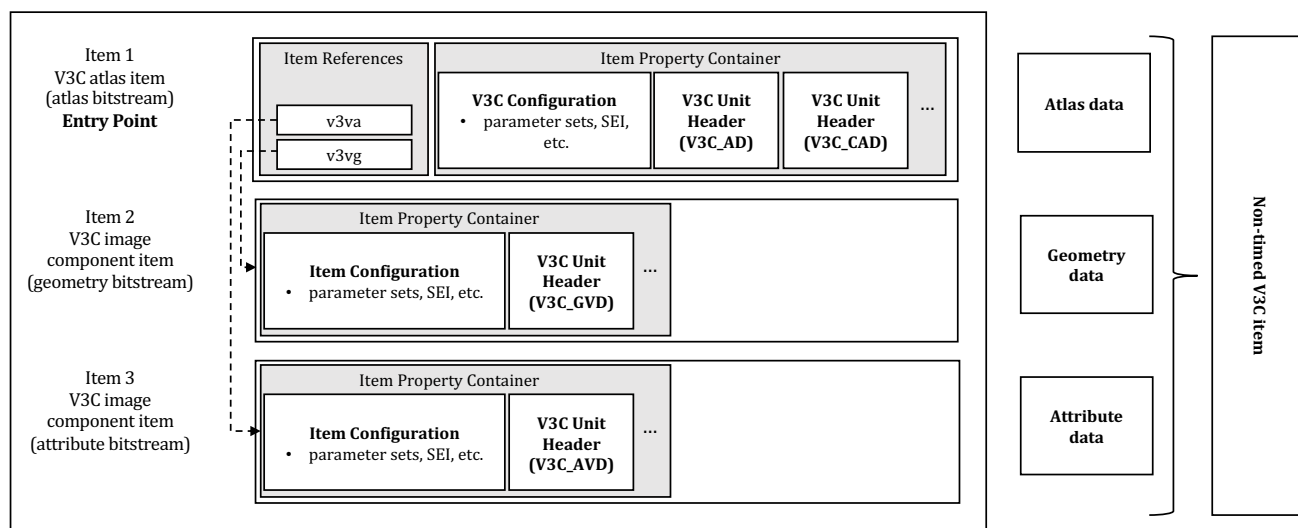 Item 1
V3C atlas item
(atlas bitstream)
Entry Point
Item References
v3va
v3vg
Item Property Container
V3C Configuration
• parameter sets, SEI,
etc.
V3C Unit
Header
(V3C_AD)
V3C Unit
Header
(V3C_CAD)
...
Item 2
V3C image
component item
(geometry bitstream)
Item Property Container
Item Configuration
• parameter sets, SEI, etc.
V3C Unit
Header
(V3C_GVD)
...
Item 3
V3C image
component item
(attribute bitstream)
Item Property Container
Item Configuration
• parameter sets, SEI, etc.
V3C Unit
Header
(V3C_AVD)
...
Atlas data
Geometry
data
Attribute
data
Non-timed V3C item